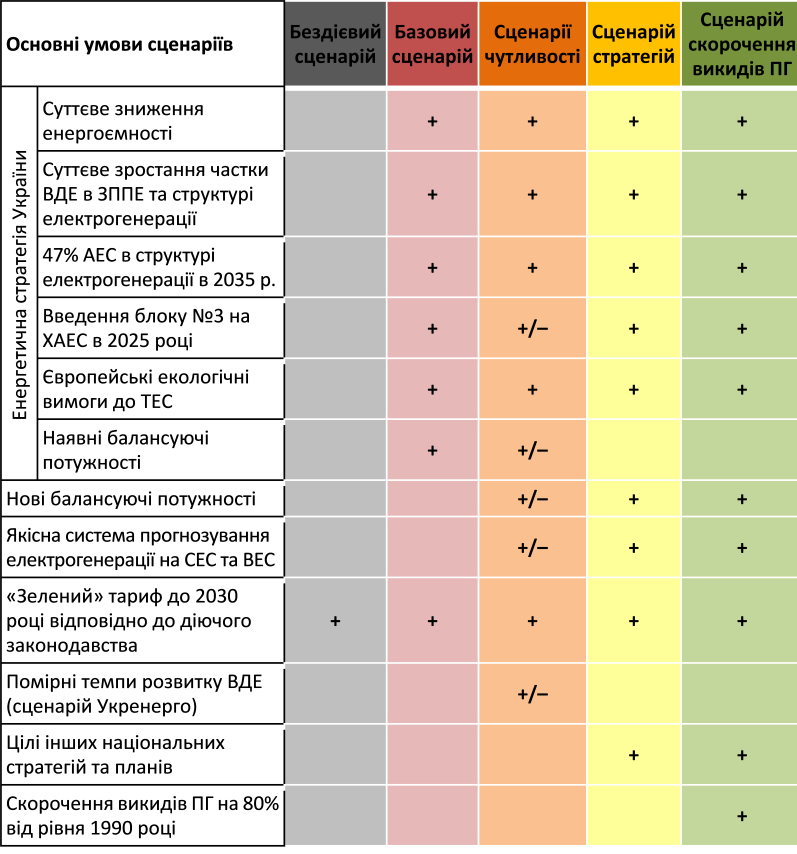 Основні умови сценаріїв
Бездієвий
сценарій
Базовий
сценарій
Сценарії
чутливості
Сценарій
стратегій
Сценарій
скорочення
викидів ПГ
Енергетична стратегія України
Суттєве зниження
енергоємності
+ + + +
Суттєве зростання частки
ВДЕ в ЗППЕ та структурі
електрогенерації
+ + + +
47% АЕС в структурі
електрогенерації в 2035 р.
+ + + +
Введення блоку №3 на
ХАЕС в 2025 році
+ +/– + +
Європейські екологічні
вимоги до ТЕС
+ + + +
Наявні балансуючі
потужності
+ +/–
Нові балансуючі потужності
+/– + +
Якісна система прогнозування
електрогенерації на СЕС та ВЕС
+/– + +
«Зелений» тариф до 2030
році відповідно до діючого
законодавства
+ + + + +
Помірні темпи розвитку ВДЕ
(сценарій Укренерго)
+/–
Цілі інших національних
стратегій та планів
+ +
Скорочення викидів ПГ на 80%
від рівня 1990 році
+